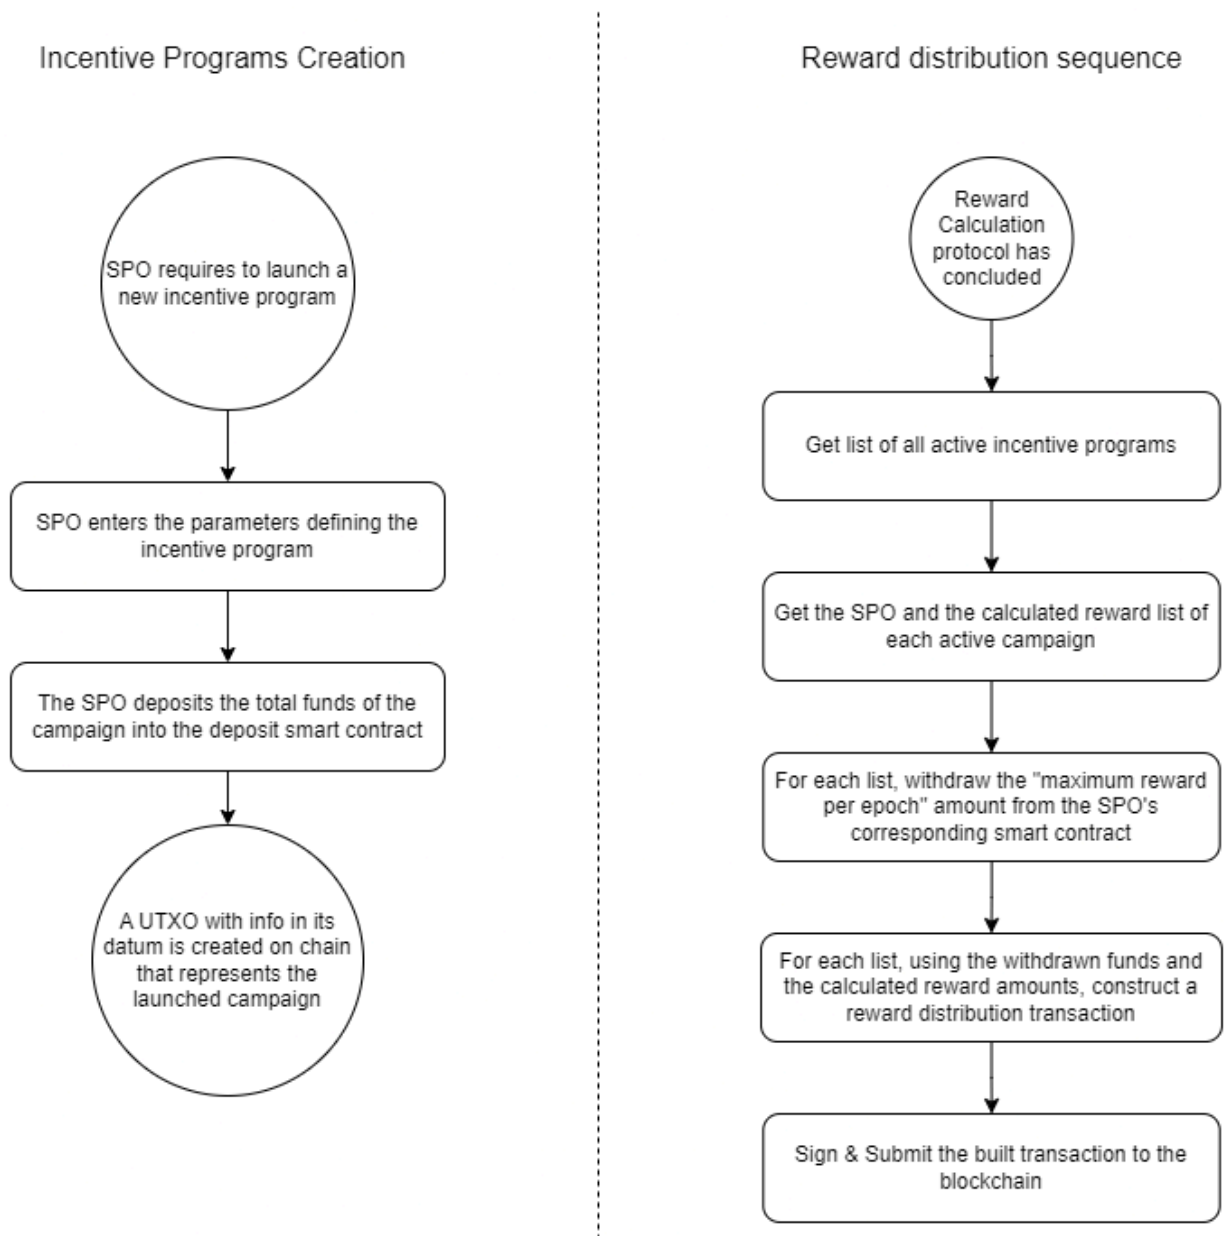 Incentive Programs Creation
SPO requires to launch a
new incentive program
SPO enters the parameters defining the
incentive program
The SPO deposits the total funds of the
campaign into the deposit smart contract
A UTXO with info in its
datum is created on chain
that represents the
launched campaign
Reward distribution sequence
Reward
Calculation
protocol has
concluded
Get list of all active incentive programs
Get the SPO and the calculated reward list of
each active campaign
For each list, withdraw the "maximum reward
per epoch" amount from the SPO's
corresponding smart contract
For each list, using the withdrawn funds and
the calculated reward amounts, construct a
reward distribution transaction
Sign & Submit the built transaction to the
blockchain